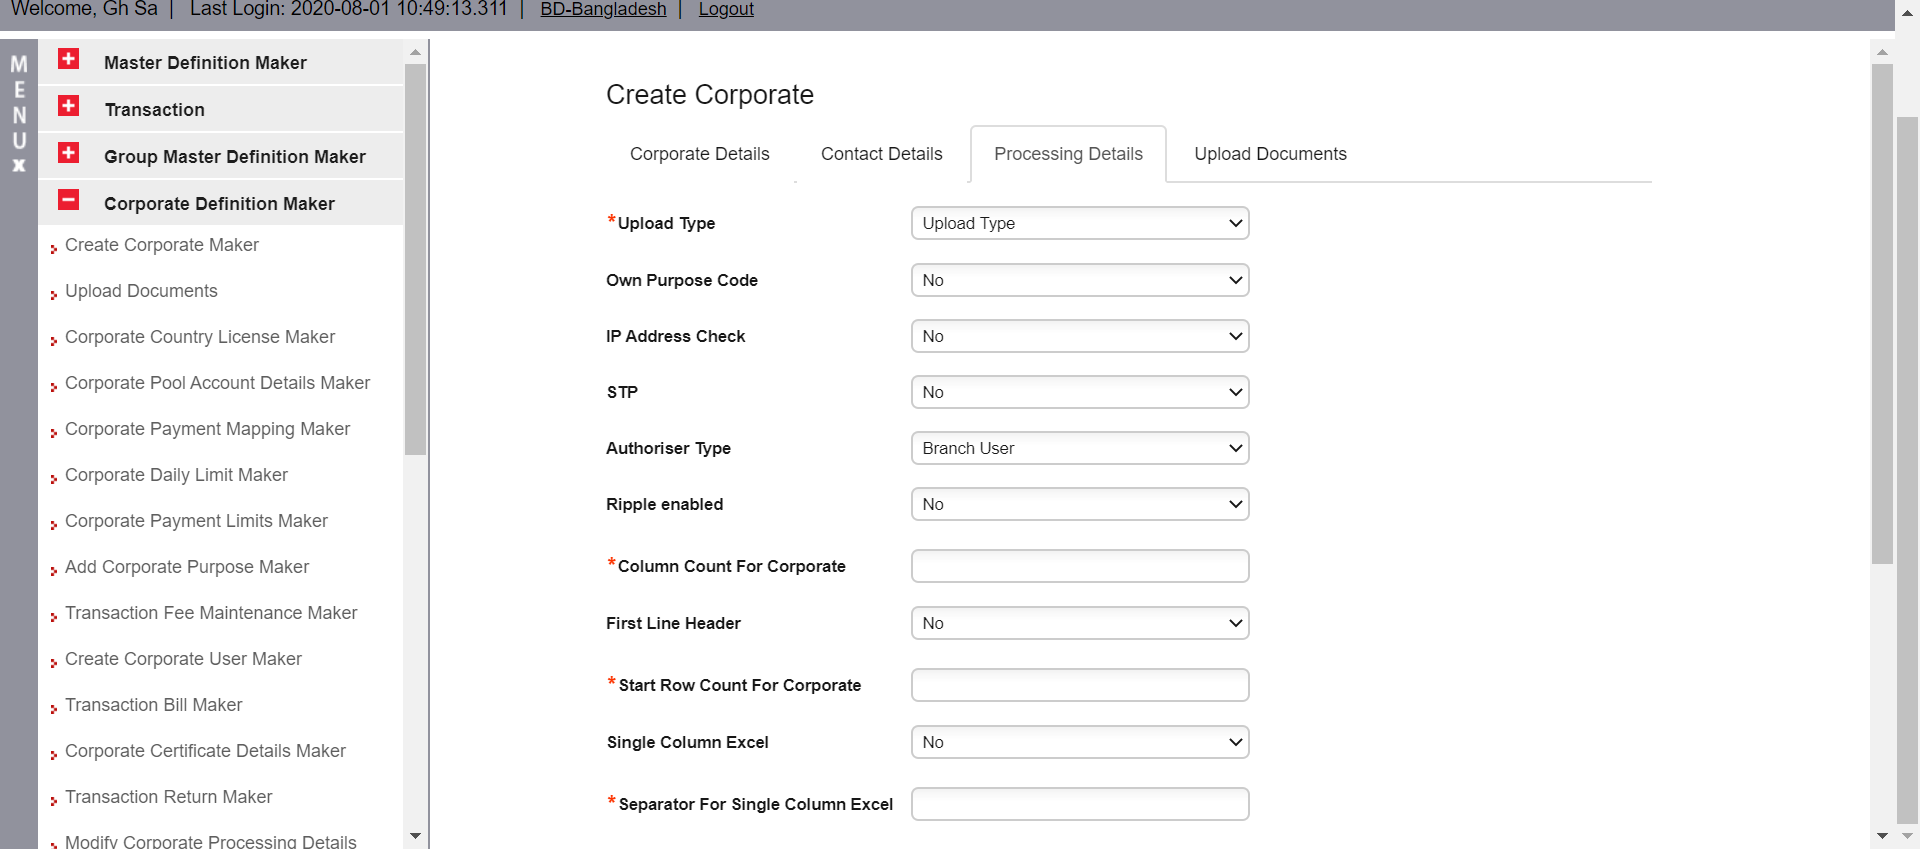 Welcome, Gh Sa | Last Login: 2020-08-01 10:49:13.311 | BD-Bangladesh | Logout
MENU X
Master Definition Maker
Transaction
Group Master Definition Maker
Corporate Definition Maker
Create Corporate Maker
Upload Documents
Corporate Country License Maker
Corporate Pool Account Details Maker
Corporate Payment Mapping Maker
Corporate Daily Limit Maker
Corporate Payment Limits Maker
Add Corporate Purpose Maker
Transaction Fee Maintenance Maker
Create Corporate User Maker
Transaction Bill Maker
Corporate Certificate Details Maker
Transaction Return Maker
Modify Corporate Processing Details
Create Corporate
Corporate Details Contact Details Processing Details Upload Documents
*Upload Type Upload Type
Own Purpose Code No
IP Address Check No
STP No
Authoriser Type Branch User
Ripple enabled No
*Column Count For Corporate
First Line Header No
*Start Row Count For Corporate
Single Column Excel No
*Separator For Single Column Excel